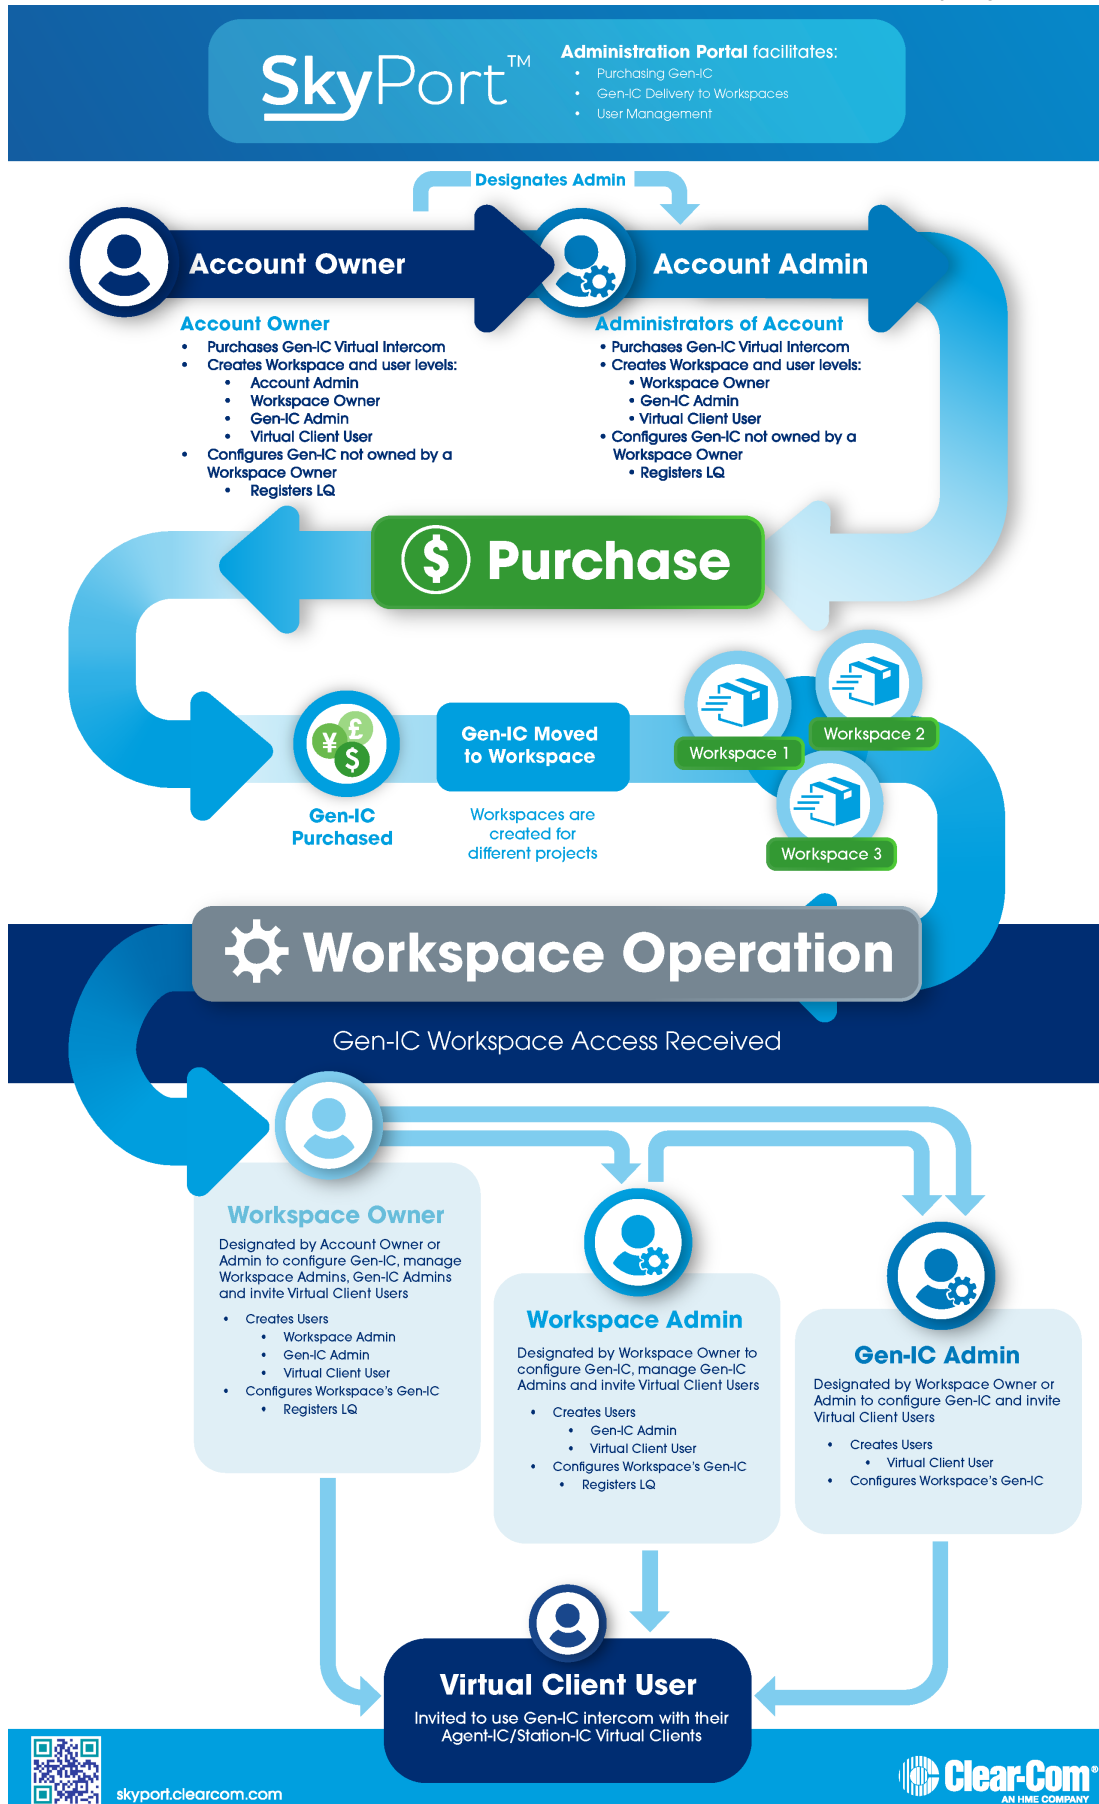 SkyPort™
Administration Portal facilitates:
• Purchasing Gen-IC
• Gen-IC Delivery to Workspaces
• User Management
Designates Admin
Account Owner
Account Admin
Account Owner
• Purchases Gen-IC Virtual Intercom
• Creates Workspace and user levels:
• Account Admin
• Workspace Owner
• Gen-IC Admin
• Virtual Client User
• Configures Gen-IC not owned by a
Workspace Owner
• Registers LQ
Administrators of Account
• Purchases Gen-IC Virtual Intercom
• Creates Workspace and user levels:
• Workspace Owner
• Gen-IC Admin
• Virtual Client User
• Configures Gen-IC not owned by a
Workspace Owner
• Registers LQ
$ Purchase
¥ £ $
Gen-IC
Purchased
Gen-IC Moved
to Workspace
Workspaces are
created for
different projects
Workspace 1
Workspace 2
Workspace 3
Workspace Operation
Gen-IC Workspace Access Received
Workspace Owner
Designated by Account Owner or
Admin to configure Gen-IC, manage
Workspace Admins, Gen-IC Admins
and invite Virtual Client Users
• Creates Users
• Workspace Admin
• Gen-IC Admin
• Virtual Client User
• Configures Workspace's Gen-IC
• Registers LQ
Workspace Admin
Designated by Workspace Owner to
configure Gen-IC, manage Gen-IC
Admins and invite Virtual Client Users
• Creates Users
• Gen-IC Admin
• Virtual Client User
• Configures Workspace's Gen-IC
• Registers LQ
Gen-IC Admin
Designated by Workspace Owner or
Admin to configure Gen-IC and invite
Virtual Client Users
• Creates Users
• Virtual Client User
• Configures Workspace's Gen-IC
Virtual Client User
Invited to use Gen-IC intercom with their
Agent-IC/Station-IC Virtual Clients
skyport.clearcom.com
Clear-Com®
AN HME COMPANY